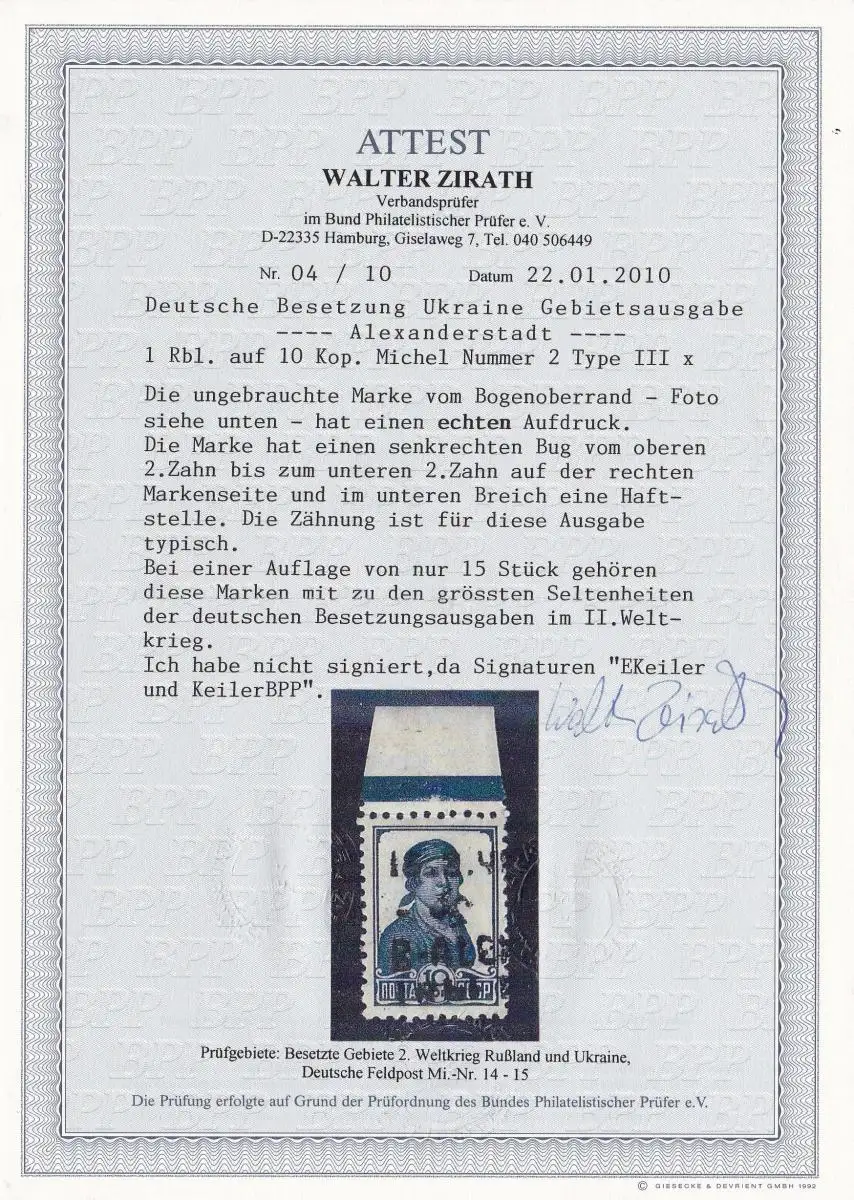 ATTEST
WALTER ZIRATH
Verbandsprüfer
im Bund Philatelistischer Prüfer e. V.
D-22335 Hamburg, Giselaweg 7, Tel. 040 506449
Nr. 04 / 10 Datum 22.01.2010
Deutsche Besetzung Ukraine Gebietsausgabe
---- Alexanderstadt ----
1 Rbl. auf 10 Kop. Michel Nummer 2 Type III x
Die ungebrauchte Marke vom Bogenoberrand - Foto
siehe unten - hat einen echten Aufdruck.
Die Marke hat einen senkrechten Bug vom oberen
2.Zahn bis zum unteren 2.Zahn auf der rechten
Markenseite und im unteren Breich eine Haft-
stelle. Die Zähnung ist für diese Ausgabe
typisch.
Bei einer Auflage von nur 15 Stück gehören
diese Marken mit zu den grössten Seltenheiten
der deutschen Besetzungsausgaben im II.Welt-
krieg.
Ich habe nicht signiert,da Signaturen "EKeiler
und KeilerBPP".
Walter Zirath
10
Prüfgebiete: Besetzte Gebiete 2. Weltkrieg Rußland und Ukraine,
Deutsche Feldpost Mi.-Nr. 14 - 15
Die Prüfung erfolgte auf Grund der Prüfordnung des Bundes Philatelistischer Prüfer e.V.
© GIESECKE & DEVRIENT GMBH 1992